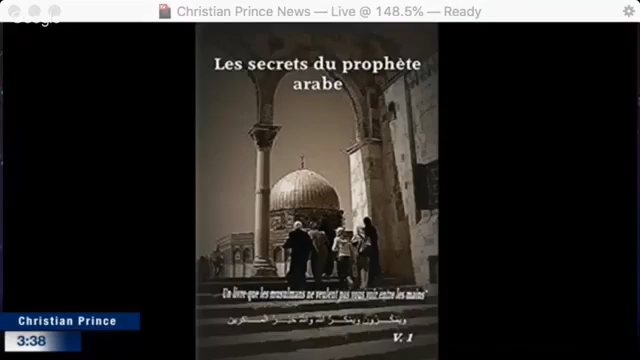 Christian Prince News — Live @ 148.5% — Ready
Google
Les secrets du prophète
arabe
Un livre que les musulmans ne veulent pas vous voir entre les mains"
ويمكرون ويمكر الله والله خير الماكرين
V. 1
Christian Prince
3:38